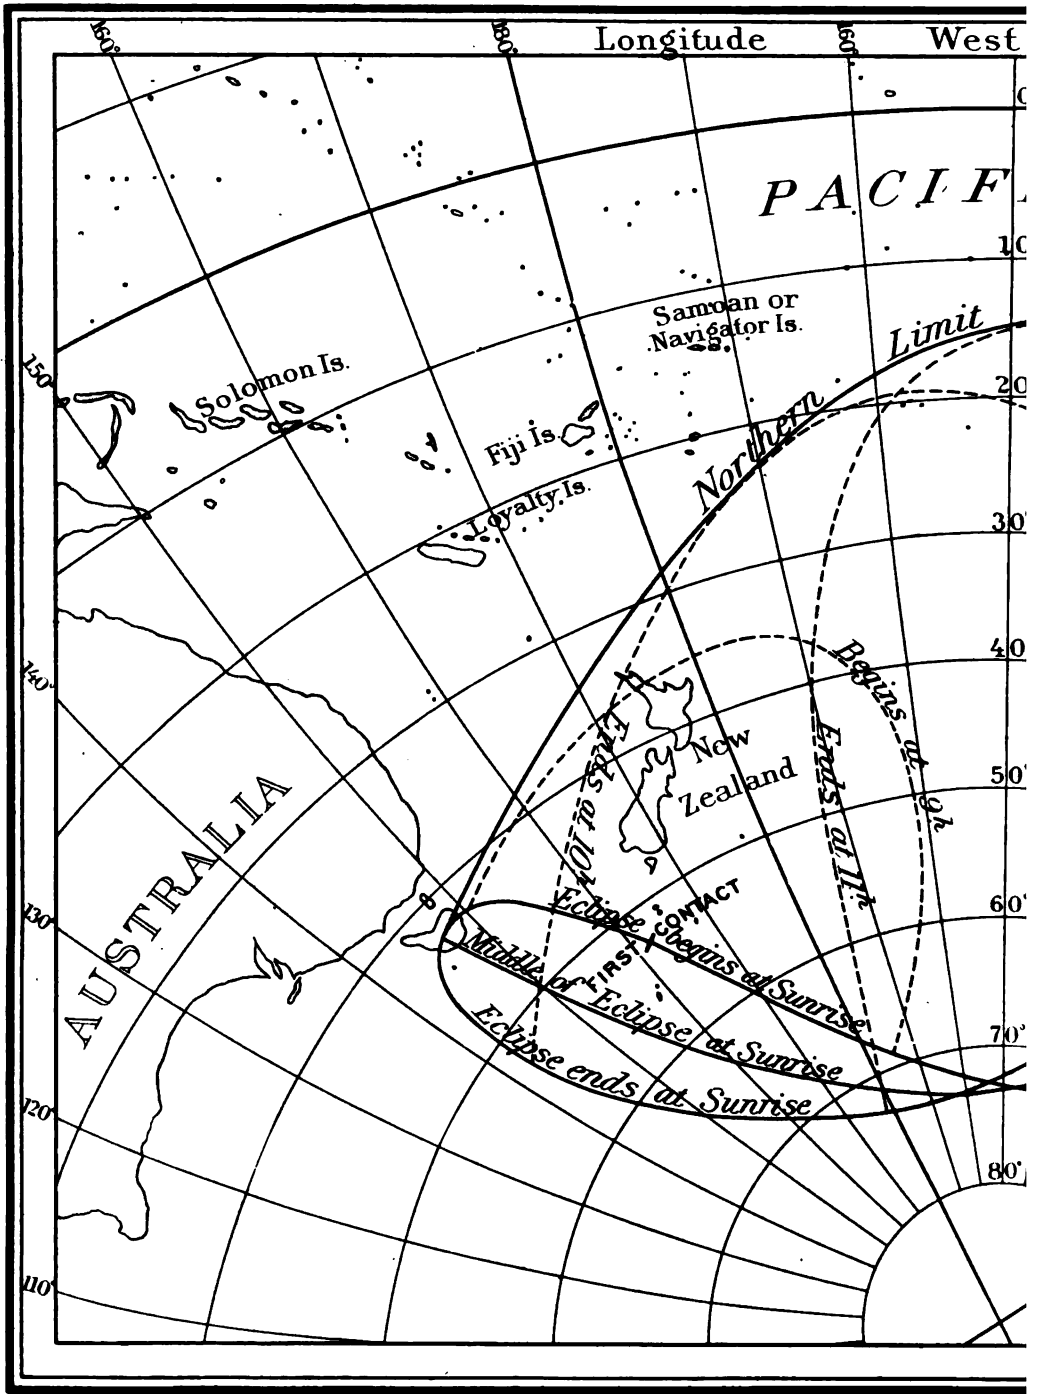 160°
180°
Longitude
160°
West
0
PACIF
10
Samoan or
Navigator Is.
Limit
150°
Solomon Is.
20
Northern
Fiji Is.
Loyalty Is.
30°
140°
40
Begins at 9h
Ends at 10h
New
Zealand
Ends at 11h
50°
AUSTRALIA
130°
60°
FIRST CONTACT
Eclipse begins at Sunrise
Middle of Eclipse at Sunrise
Eclipse ends at Sunrise
70°
120°
80°
110°